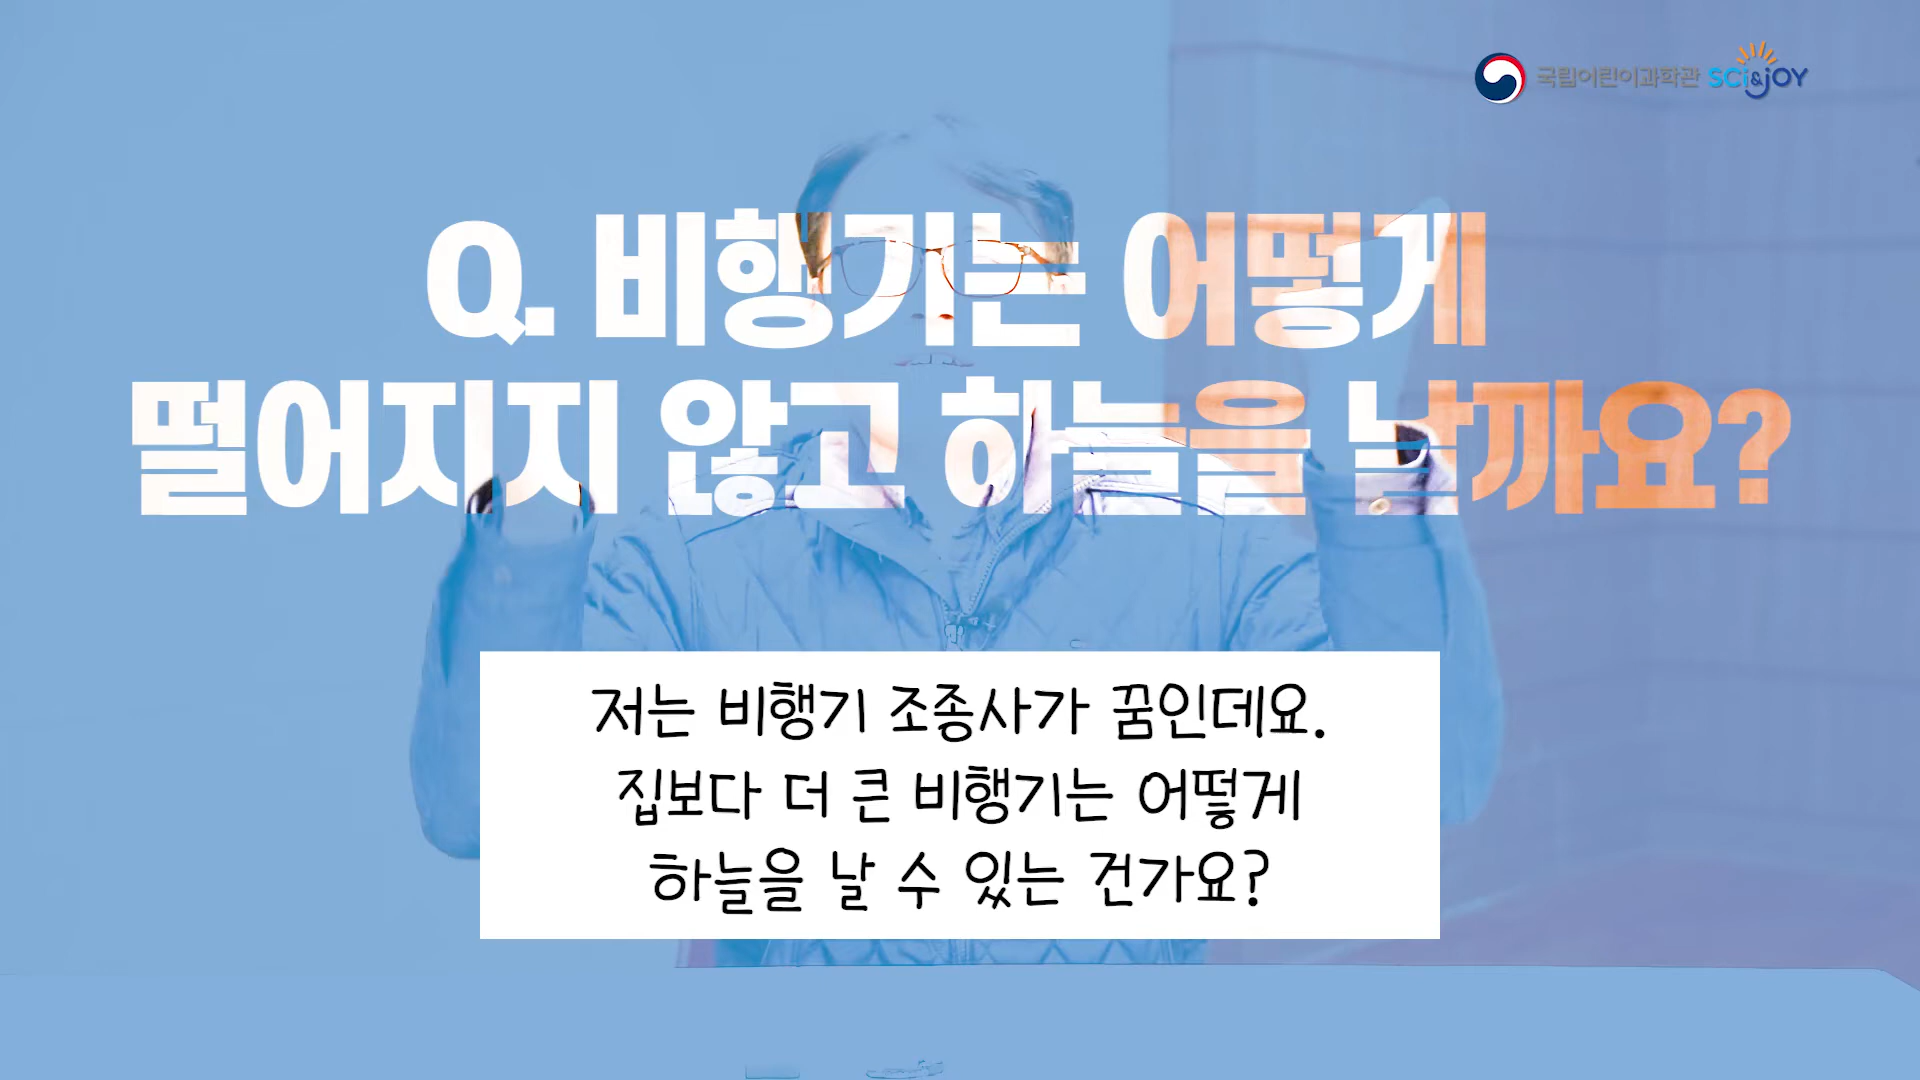 국립어린이과학관 SCi&jOY
Q. 비행기는 어떻게
떨어지지 않고 하늘을 날까요?
저는 비행기 조종사가 꿈인데요.
집보다 더 큰 비행기는 어떻게
하늘을 날 수 있는 건가요?